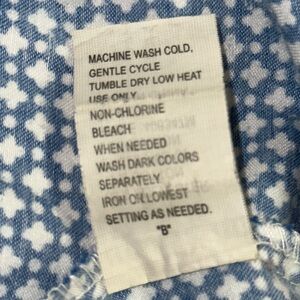 MACHINE WASH COLD,
GENTLE CYCLE
TUMBLE DRY LOW HEAT
USE ONLY
NON-CHLORINE
BLEACH
WHEN NEEDED
WASH DARK COLORS
SEPARATELY
IRON ON LOWEST
SETTING AS NEEDED.
"B"